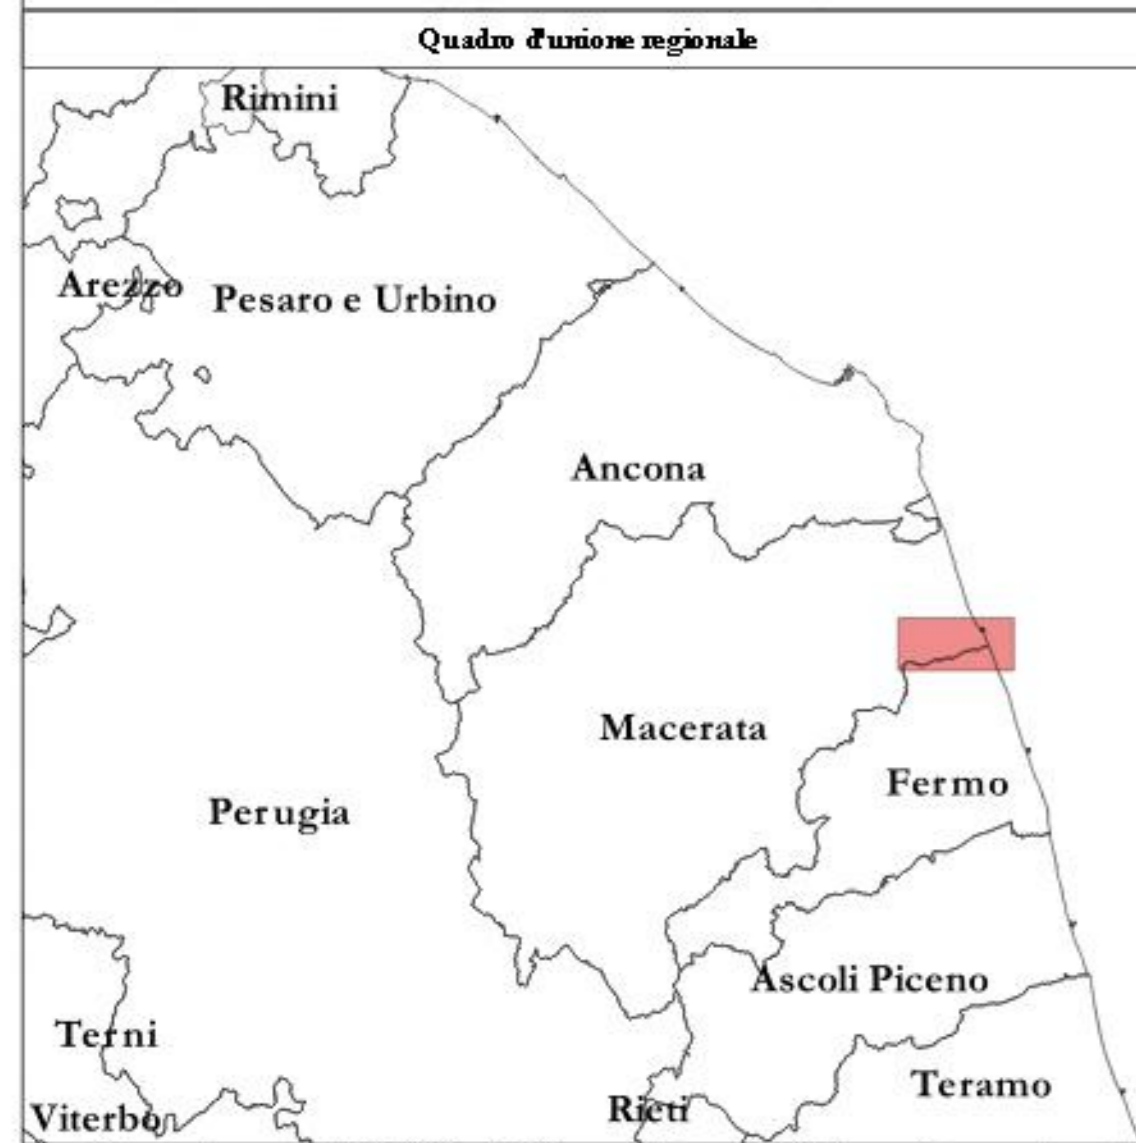 Quadro d'unione regionale
Rimini
Arezzo
Pesaro e Urbino
Ancona
Macerata
Fermo
Perugia
Ascoli Piceno
Terni
Teramo
Rieti
Viterbo